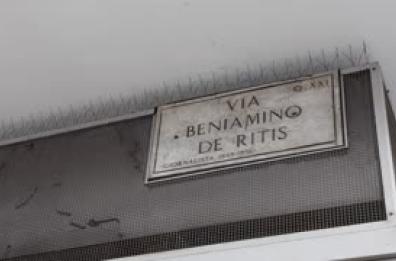 Q. XXI
VIA
BENIAMINO
DE RITIS
GIORNALISTA